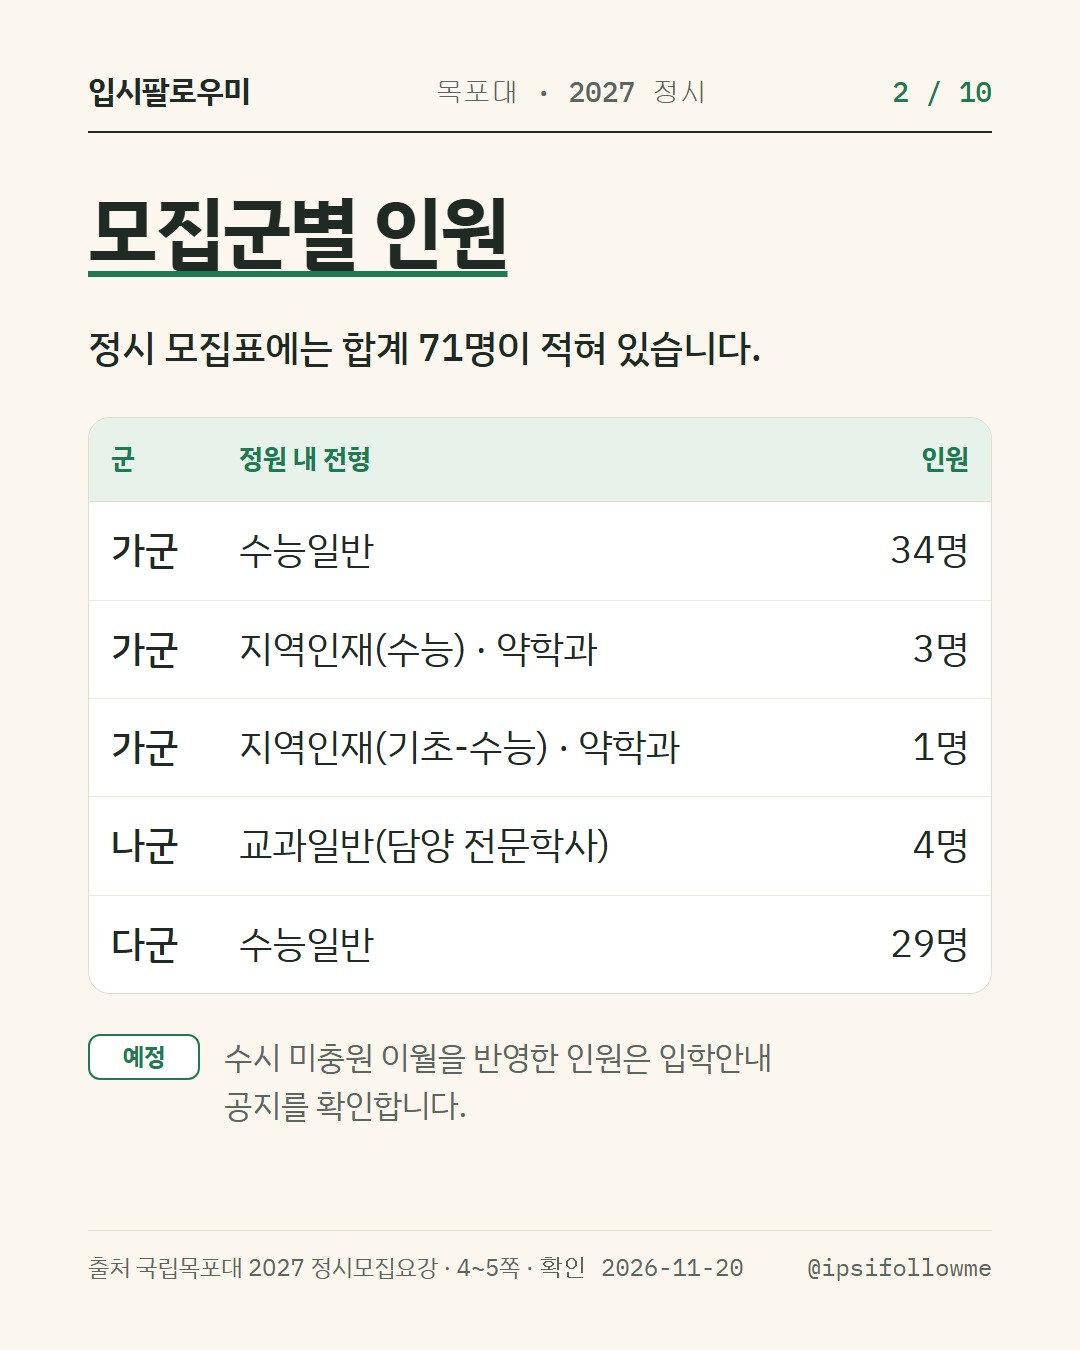 입시팔로우미 목포대 · 2027 정시 2 / 10
모집군별 인원
정시 모집표에는 합계 71명이 적혀 있습니다.
군 정원 내 전형 인원
가군 수능일반 34명
가군 지역인재(수능) · 약학과 3명
가군 지역인재(기초-수능) · 약학과 1명
나군 교과일반(담양 전문학사) 4명
다군 수능일반 29명
예정 수시 미충원 이월을 반영한 인원은 입학안내
공지를 확인합니다.
출처 국립목포대 2027 정시모집요강 · 4~5쪽 · 확인 2026-11-20 @ipsifollowme